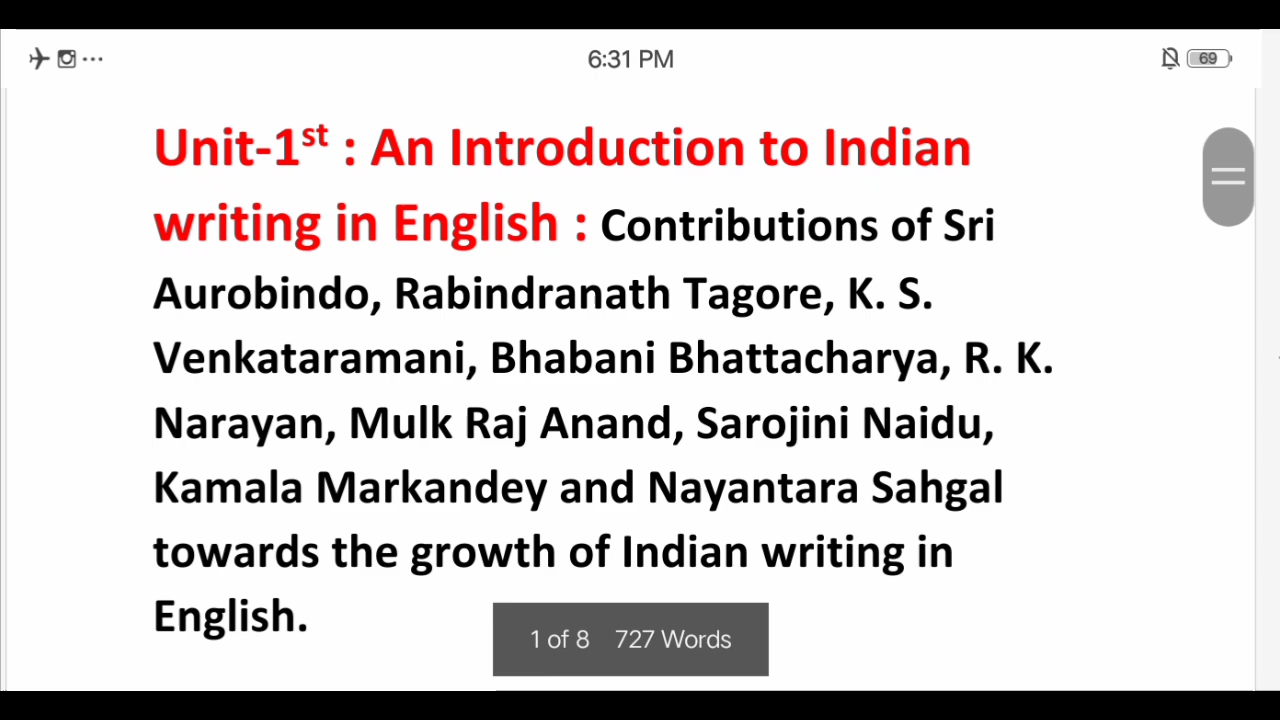 6:31 PM
69
Unit-1st : An Introduction to Indian
writing in English : Contributions of Sri
Aurobindo, Rabindranath Tagore, K. S.
Venkataramani, Bhabani Bhattacharya, R. K.
Narayan, Mulk Raj Anand, Sarojini Naidu,
Kamala Markandey and Nayantara Sahgal
towards the growth of Indian writing in
English.
1 of 8 727 Words